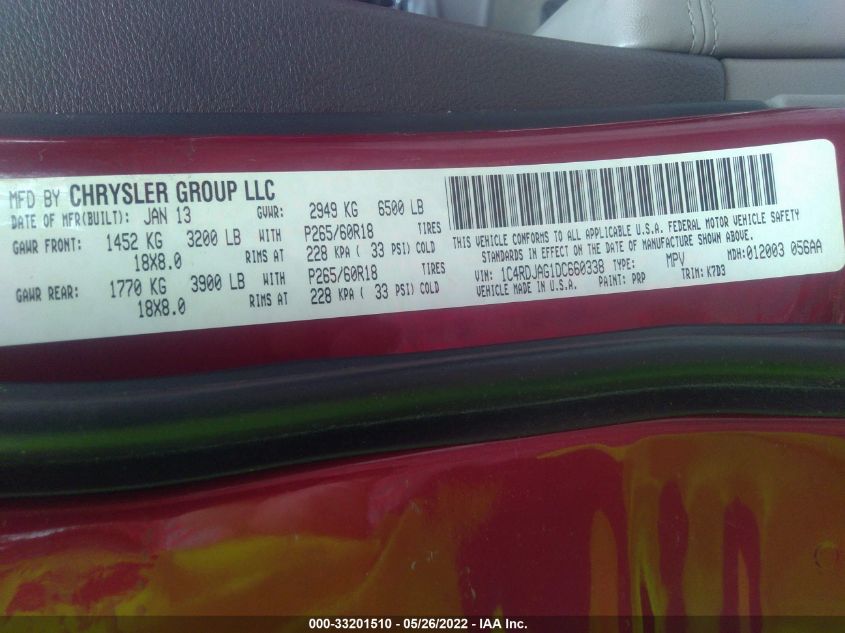 MFD BY CHRYSLER GROUP LLC
DATE OF MFR(BUILT): JAN 13 GVWR: 2949 KG 6500 LB
GAWR FRONT: 1452 KG 3200 LB WITH P265/60R18 TIRES
18X8.0 RIMS AT 228 KPA ( 33 PSI) COLD
GAWR REAR: 1770 KG 3900 LB WITH P265/60R18 TIRES
18X8.0 RIMS AT 228 KPA ( 33 PSI) COLD
THIS VEHICLE CONFORMS TO ALL APPLICABLE U.S.A. FEDERAL MOTOR VEHICLE SAFETY
STANDARDS IN EFFECT ON THE DATE OF MANUFACTURE SHOWN ABOVE.
VIN: 1C4RDJAG1DC660338 TYPE: MPV MDH: 012003 056AA
VEHICLE MADE IN U.S.A. PAINT: PRP TRIM: K7D3
000-33201510 - 05/26/2022 - IAA Inc.